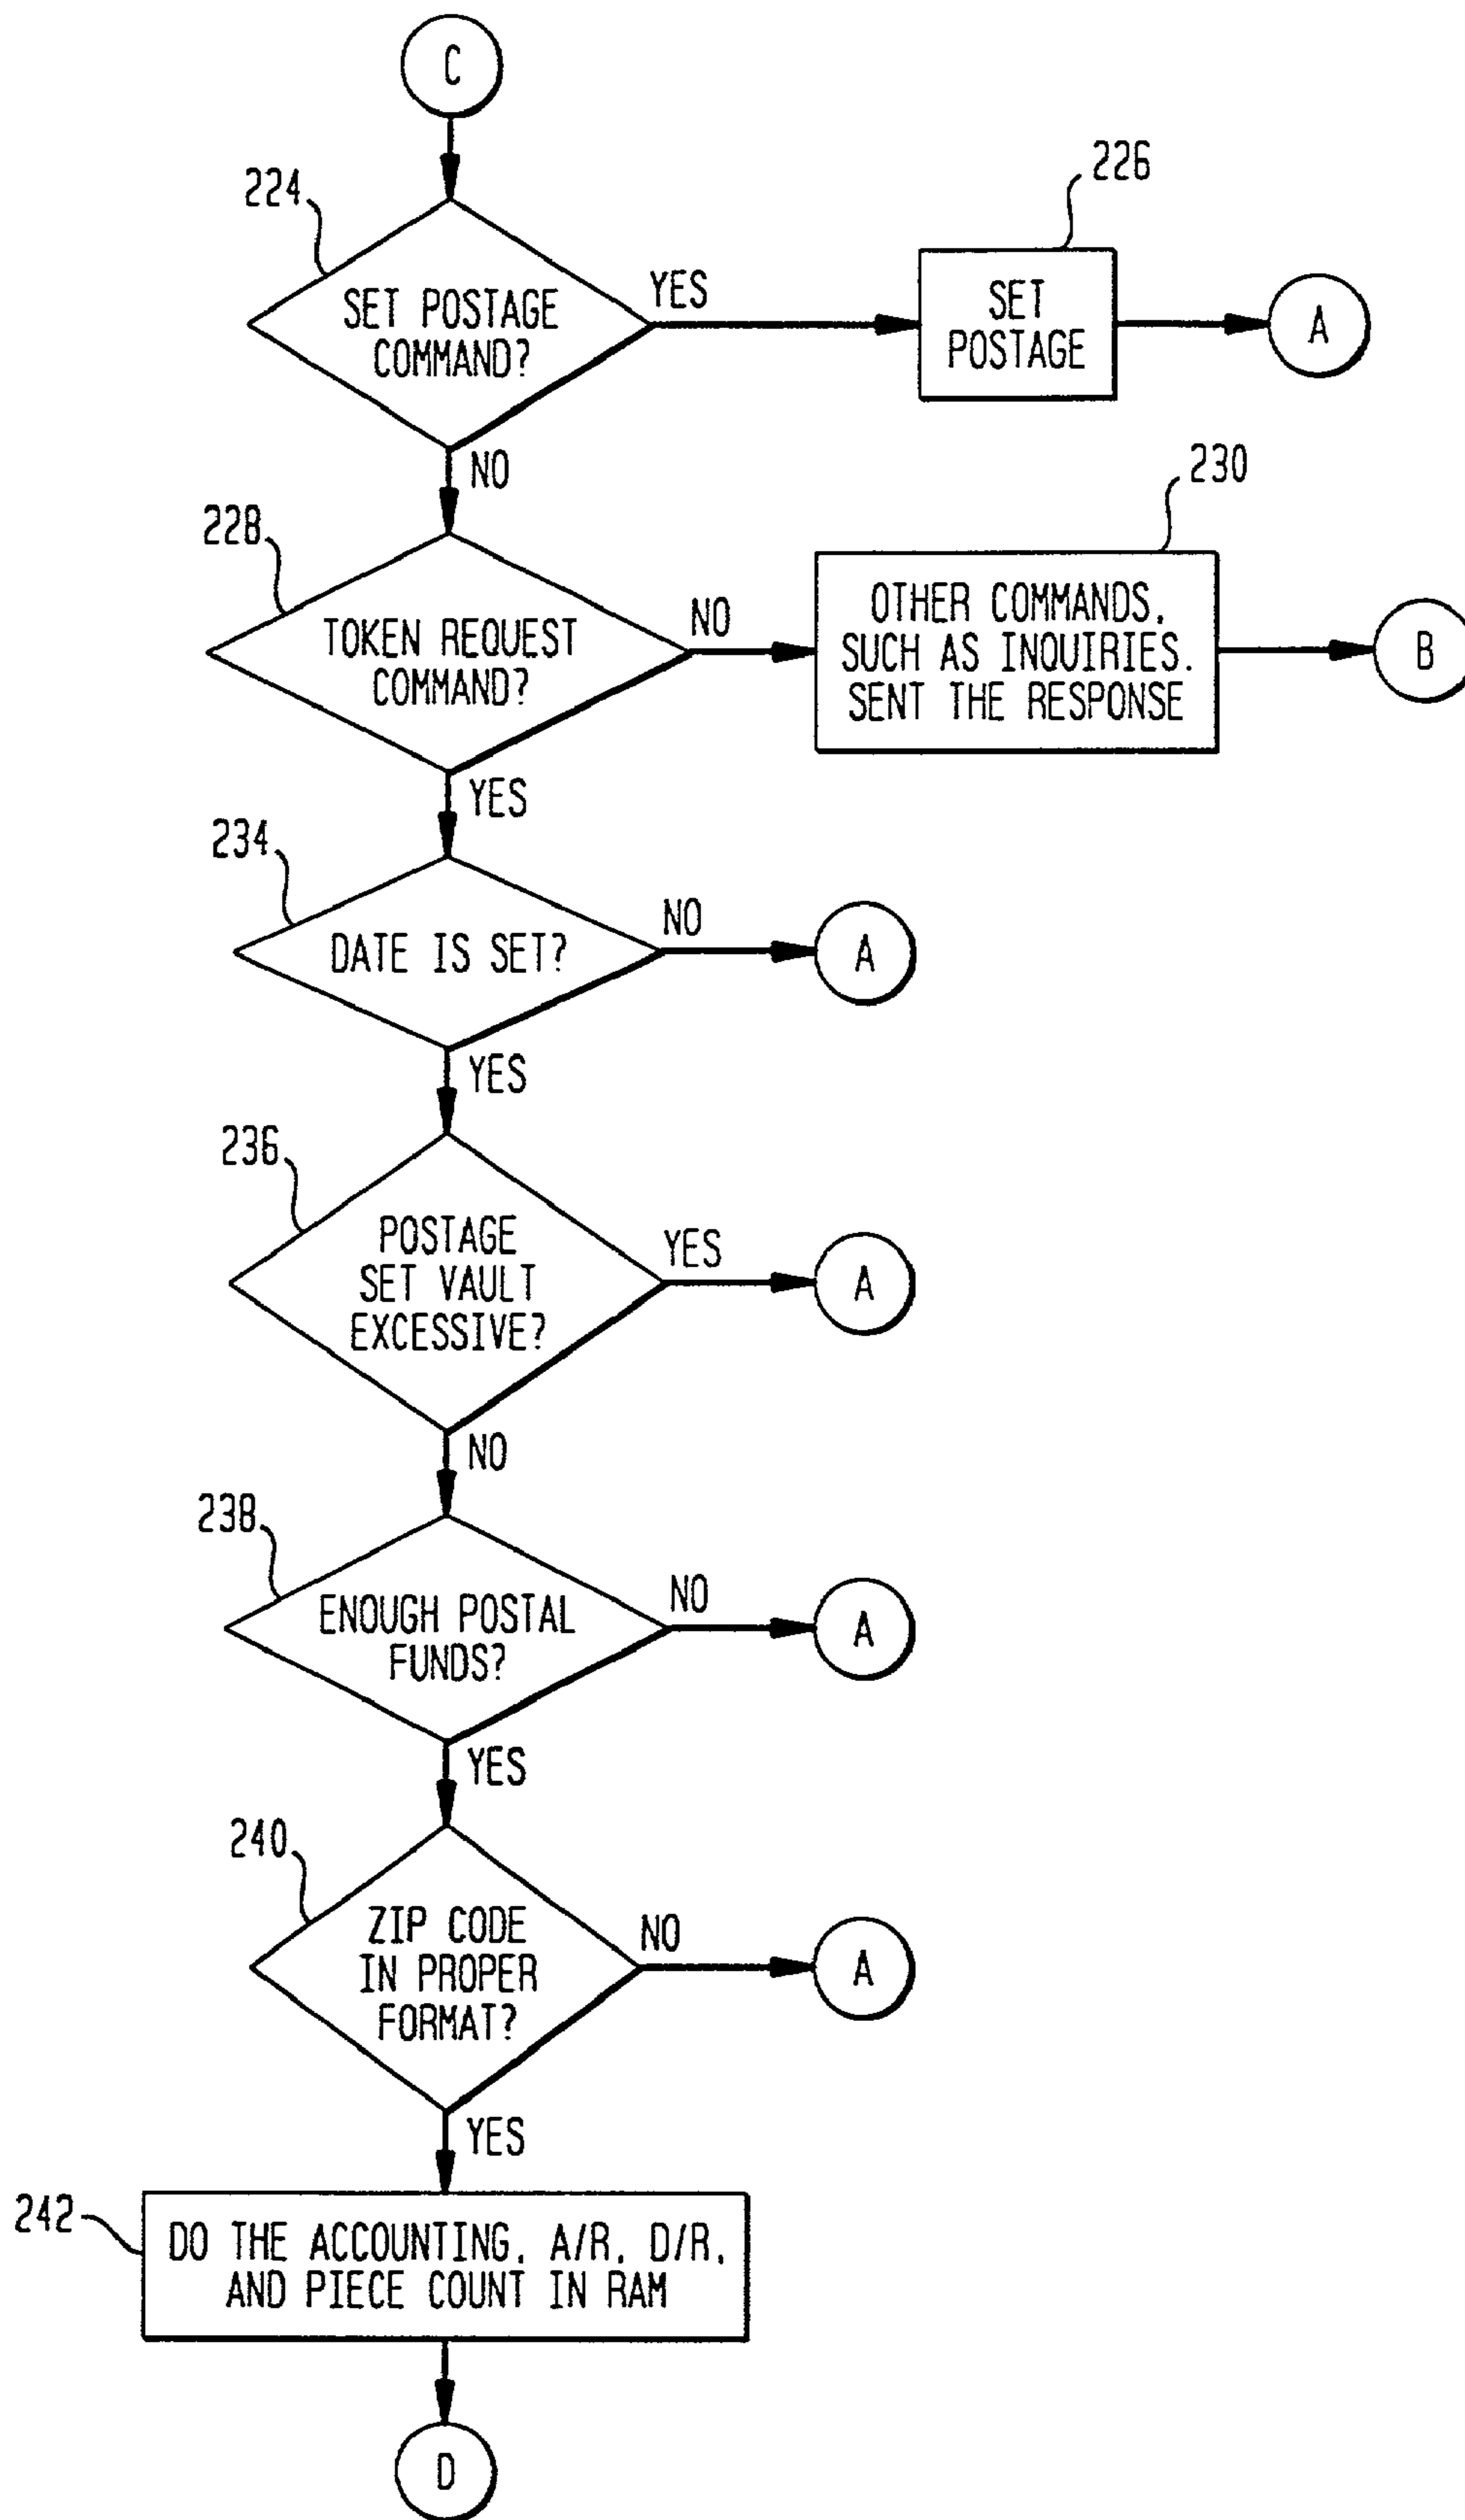 C
224
226
SET POSTAGE
COMMAND?
YES
SET
POSTAGE
A
NO
228
230
TOKEN REQUEST
COMMAND?
NO
OTHER COMMANDS,
SUCH AS INQUIRIES.
SENT THE RESPONSE
B
YES
234
DATE IS SET?
NO
A
YES
236
POSTAGE
SET VAULT
EXCESSIVE?
YES
A
NO
238
ENOUGH POSTAL
FUNDS?
NO
A
YES
240
ZIP CODE
IN PROPER
FORMAT?
NO
A
YES
242
DO THE ACCOUNTING, A/R, D/R,
AND PIECE COUNT IN RAM
D